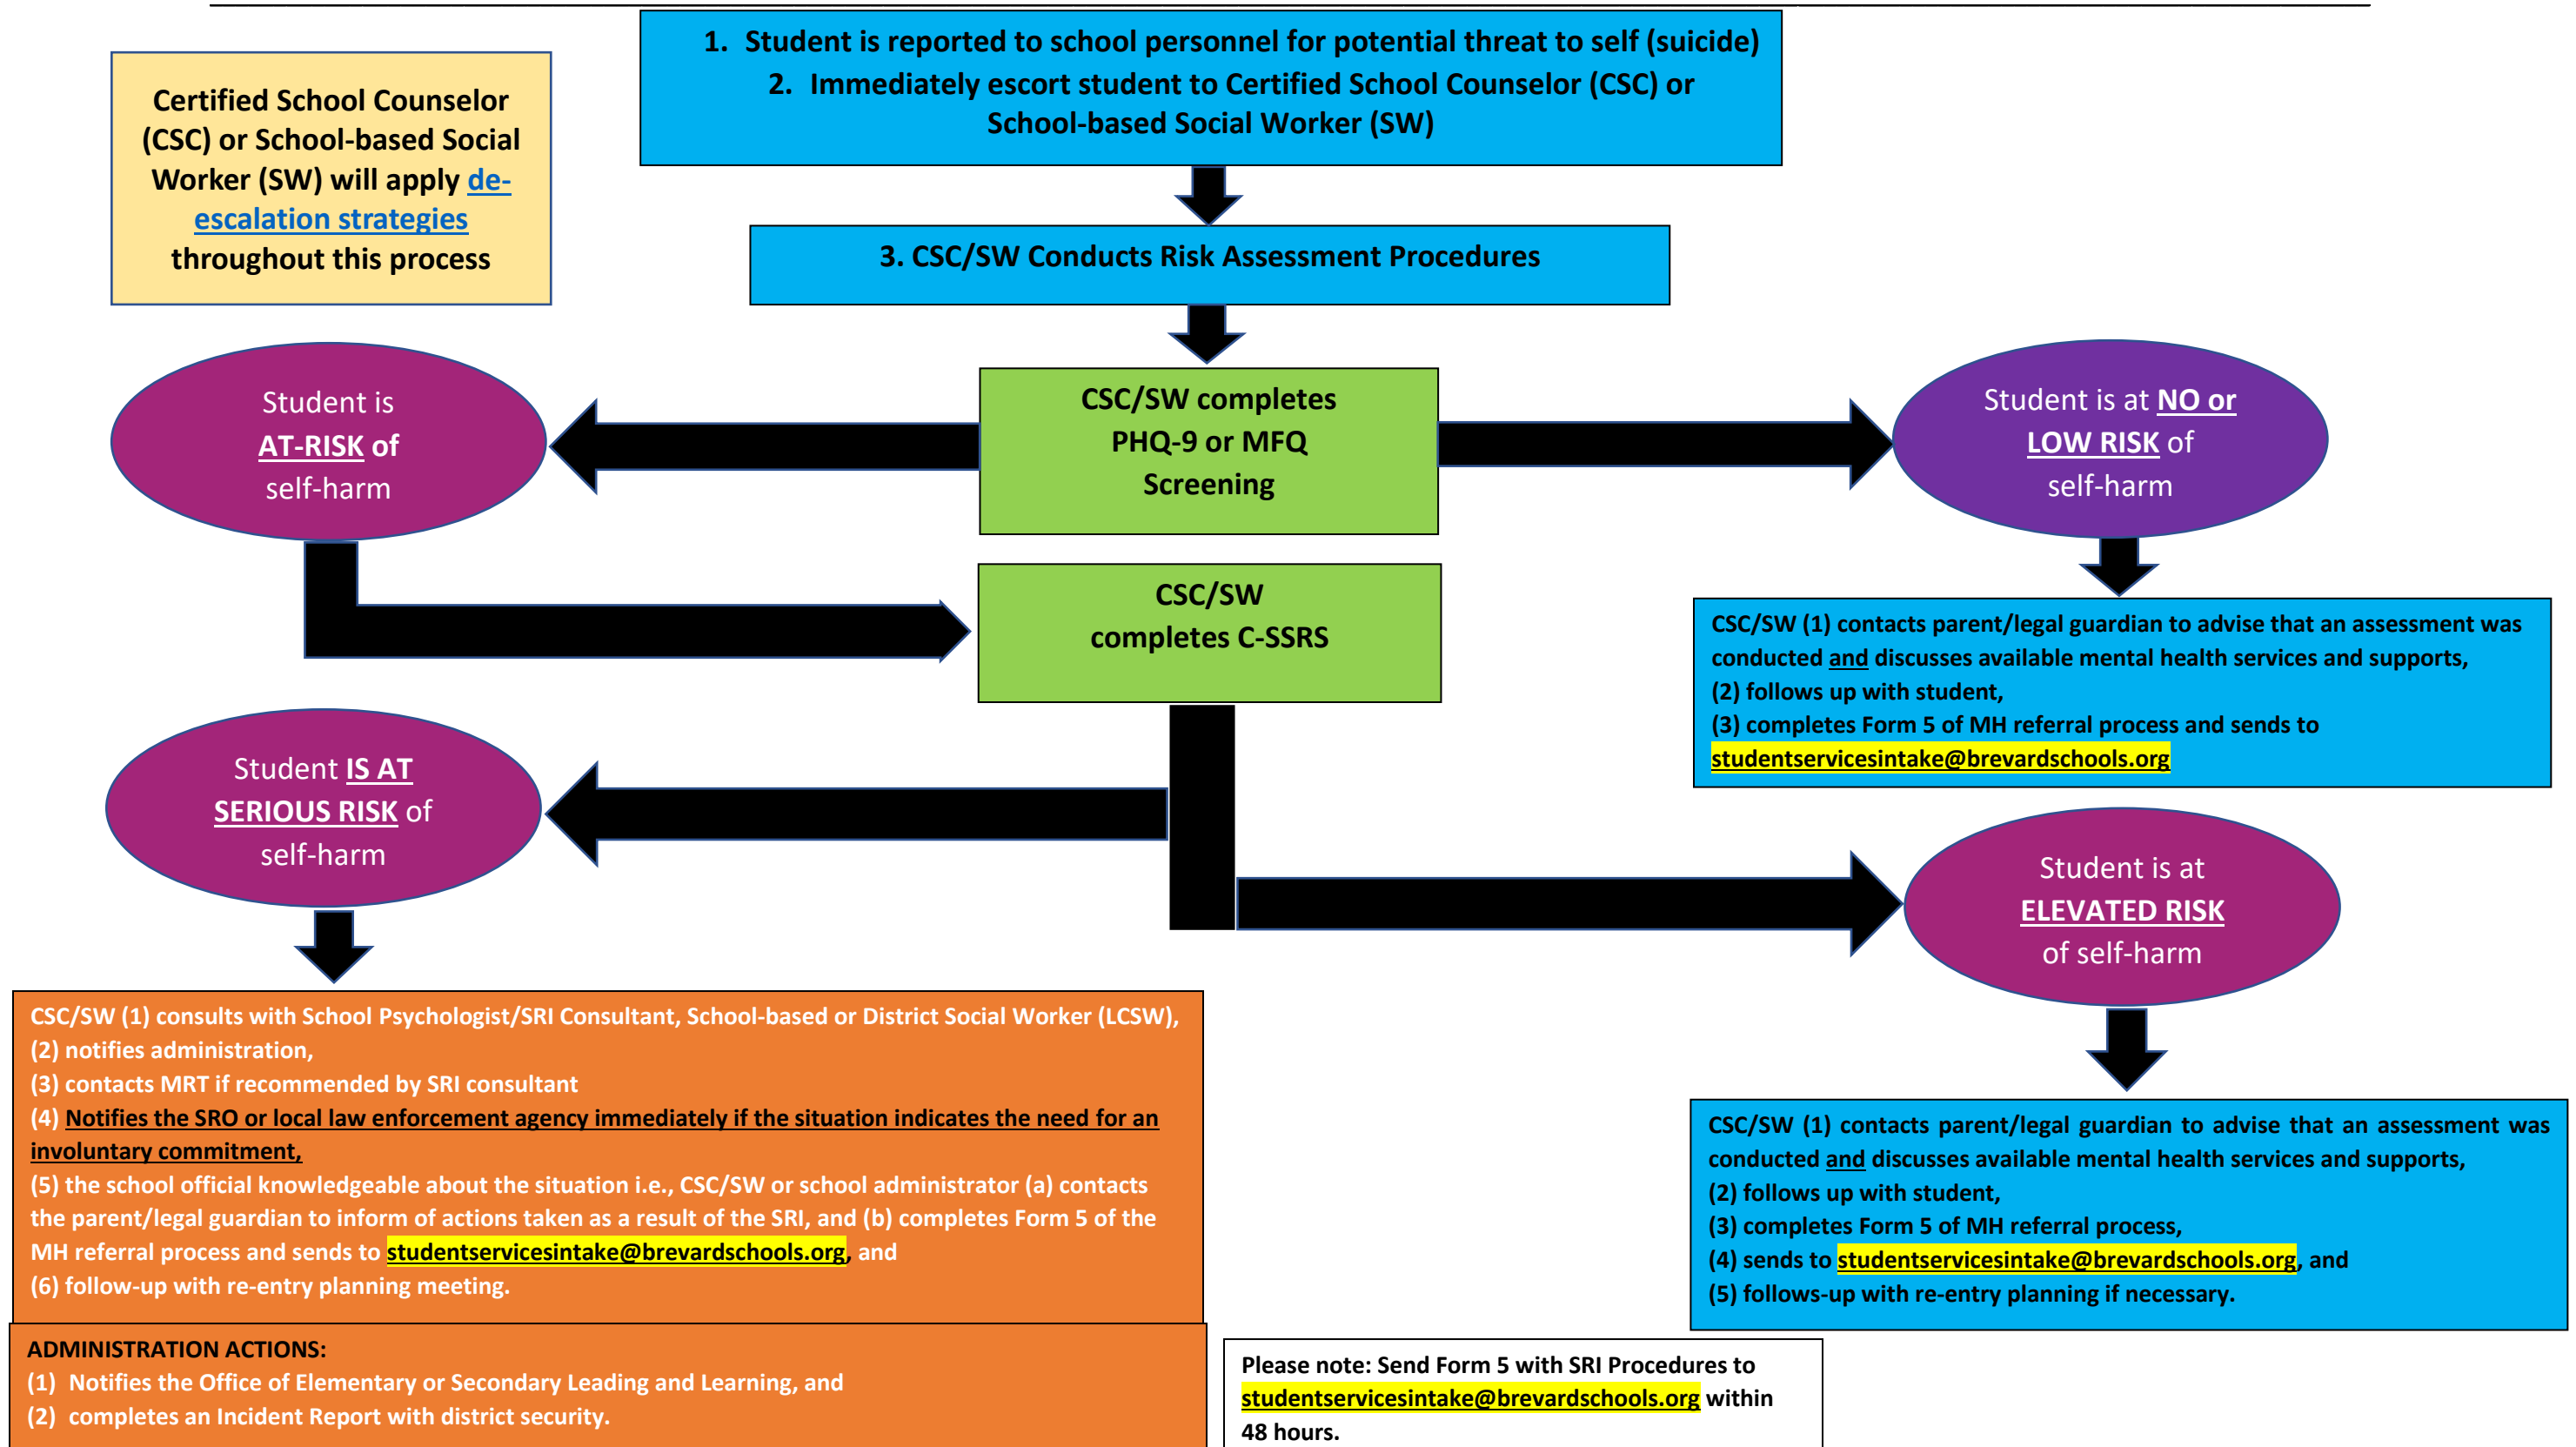 1. Student is reported to school personnel for potential threat to self (suicide)
2. Immediately escort student to Certified School Counselor (CSC) or
School-based Social Worker (SW)
Certified School Counselor
(CSC) or School-based Social
Worker (SW) will apply de-
escalation strategies
throughout this process
3. CSC/SW Conducts Risk Assessment Procedures
Student is
AT-RISK of
self-harm
CSC/SW completes
PHQ-9 or MFQ
Screening
Student is at NO or
LOW RISK of
self-harm
CSC/SW
completes C-SSRS
CSC/SW (1) contacts parent/legal guardian to advise that an assessment was
conducted and discusses available mental health services and supports,
(2) follows up with student,
(3) completes Form 5 of MH referral process and sends to
studentservicesintake@brevardschools.org
Student IS AT
SERIOUS RISK of
self-harm
Student is at
ELEVATED RISK
of self-harm
CSC/SW (1) consults with School Psychologist/SRI Consultant, School-based or District Social Worker (LCSW),
(2) notifies administration,
(3) contacts MRT if recommended by SRI consultant
(4) Notifies the SRO or local law enforcement agency immediately if the situation indicates the need for an
involuntary commitment,
(5) the school official knowledgeable about the situation i.e., CSC/SW or school administrator (a) contacts
the parent/legal guardian to inform of actions taken as a result of the SRI, and (b) completes Form 5 of the
MH referral process and sends to studentservicesintake@brevardschools.org, and
(6) follow-up with re-entry planning meeting.
CSC/SW (1) contacts parent/legal guardian to advise that an assessment was
conducted and discusses available mental health services and supports,
(2) follows up with student,
(3) completes Form 5 of MH referral process,
(4) sends to studentservicesintake@brevardschools.org, and
(5) follows-up with re-entry planning if necessary.
ADMINISTRATION ACTIONS:
(1) Notifies the Office of Elementary or Secondary Leading and Learning, and
(2) completes an Incident Report with district security.
Please note: Send Form 5 with SRI Procedures to
studentservicesintake@brevardschools.org within
48 hours.